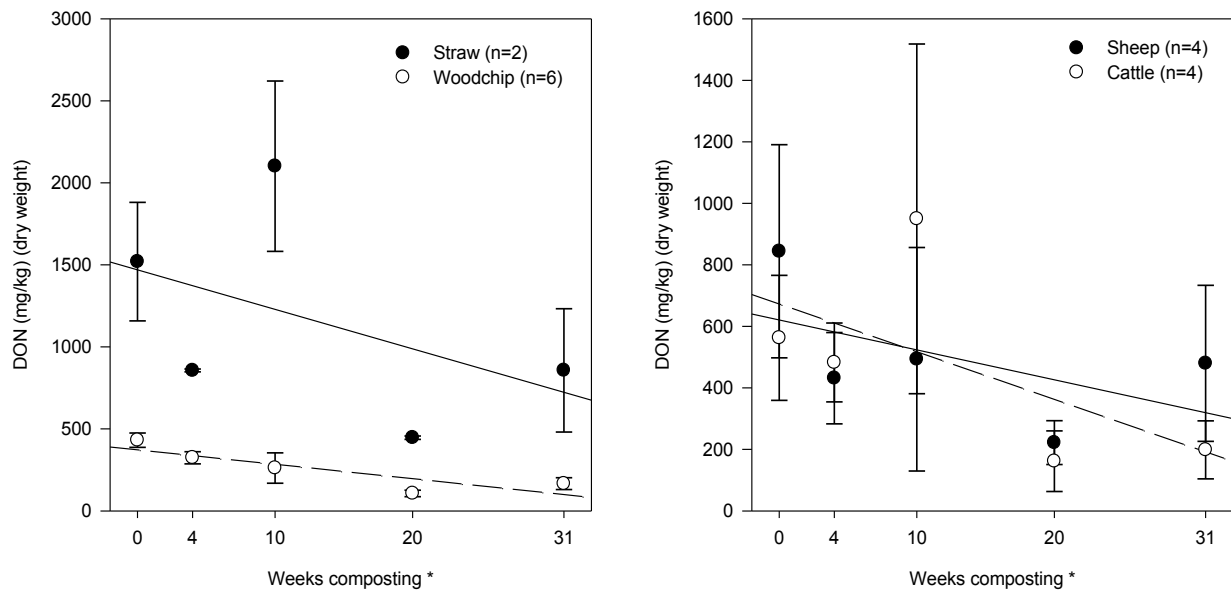 DON (mg/kg) (dry weight)
3000
2500
2000
1500
1000
500
0
Straw (n=2)
Woodchip (n=6)
0 4 10 20 31
Weeks composting *
DON (mg/kg) (dry weight)
1600
1400
1200
1000
800
600
400
200
0
Sheep (n=4)
Cattle (n=4)
0 4 10 20 31
Weeks composting *